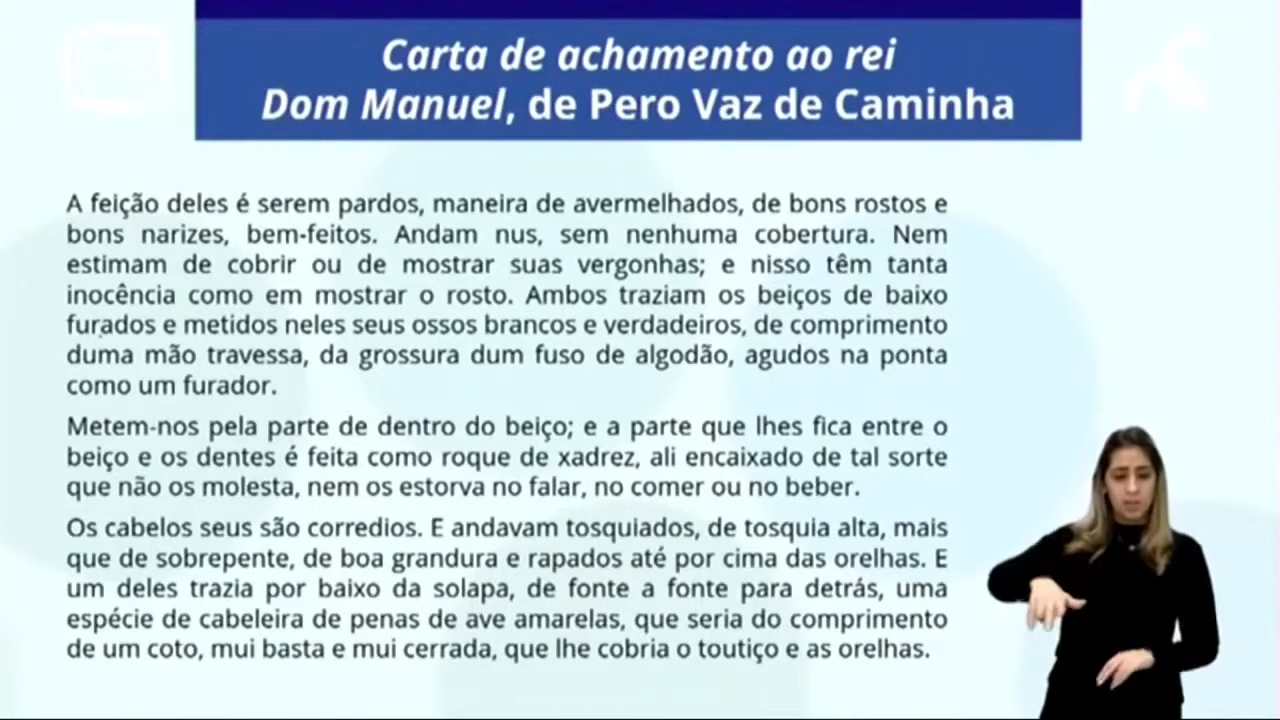 Carta de achamento ao rei
Dom Manuel, de Pero Vaz de Caminha
A feição deles é serem pardos, maneira de avermelhados, de bons rostos e
bons narizes, bem-feitos. Andam nus, sem nenhuma cobertura. Nem
estimam de cobrir ou de mostrar suas vergonhas; e nisso têm tanta
inocência como em mostrar o rosto. Ambos traziam os beiços de baixo
furados e metidos neles seus ossos brancos e verdadeiros, de comprimento
duma mão travessa, da grossura dum fuso de algodão, agudos na ponta
como um furador.
Metem-nos pela parte de dentro do beiço; e a parte que lhes fica entre o
beiço e os dentes é feita como roque de xadrez, ali encaixado de tal sorte
que não os molesta, nem os estorva no falar, no comer ou no beber.
Os cabelos seus são corredios. E andavam tosquiados, de tosquia alta, mais
que de sobrepente, de boa grandura e rapados até por cima das orelhas. E
um deles trazia por baixo da solapa, de fonte a fonte para detrás, uma
espécie de cabeleira de penas de ave amarelas, que seria do comprimento
de um coto, mui basta e mui cerrada, que lhe cobria o toutiço e as orelhas.